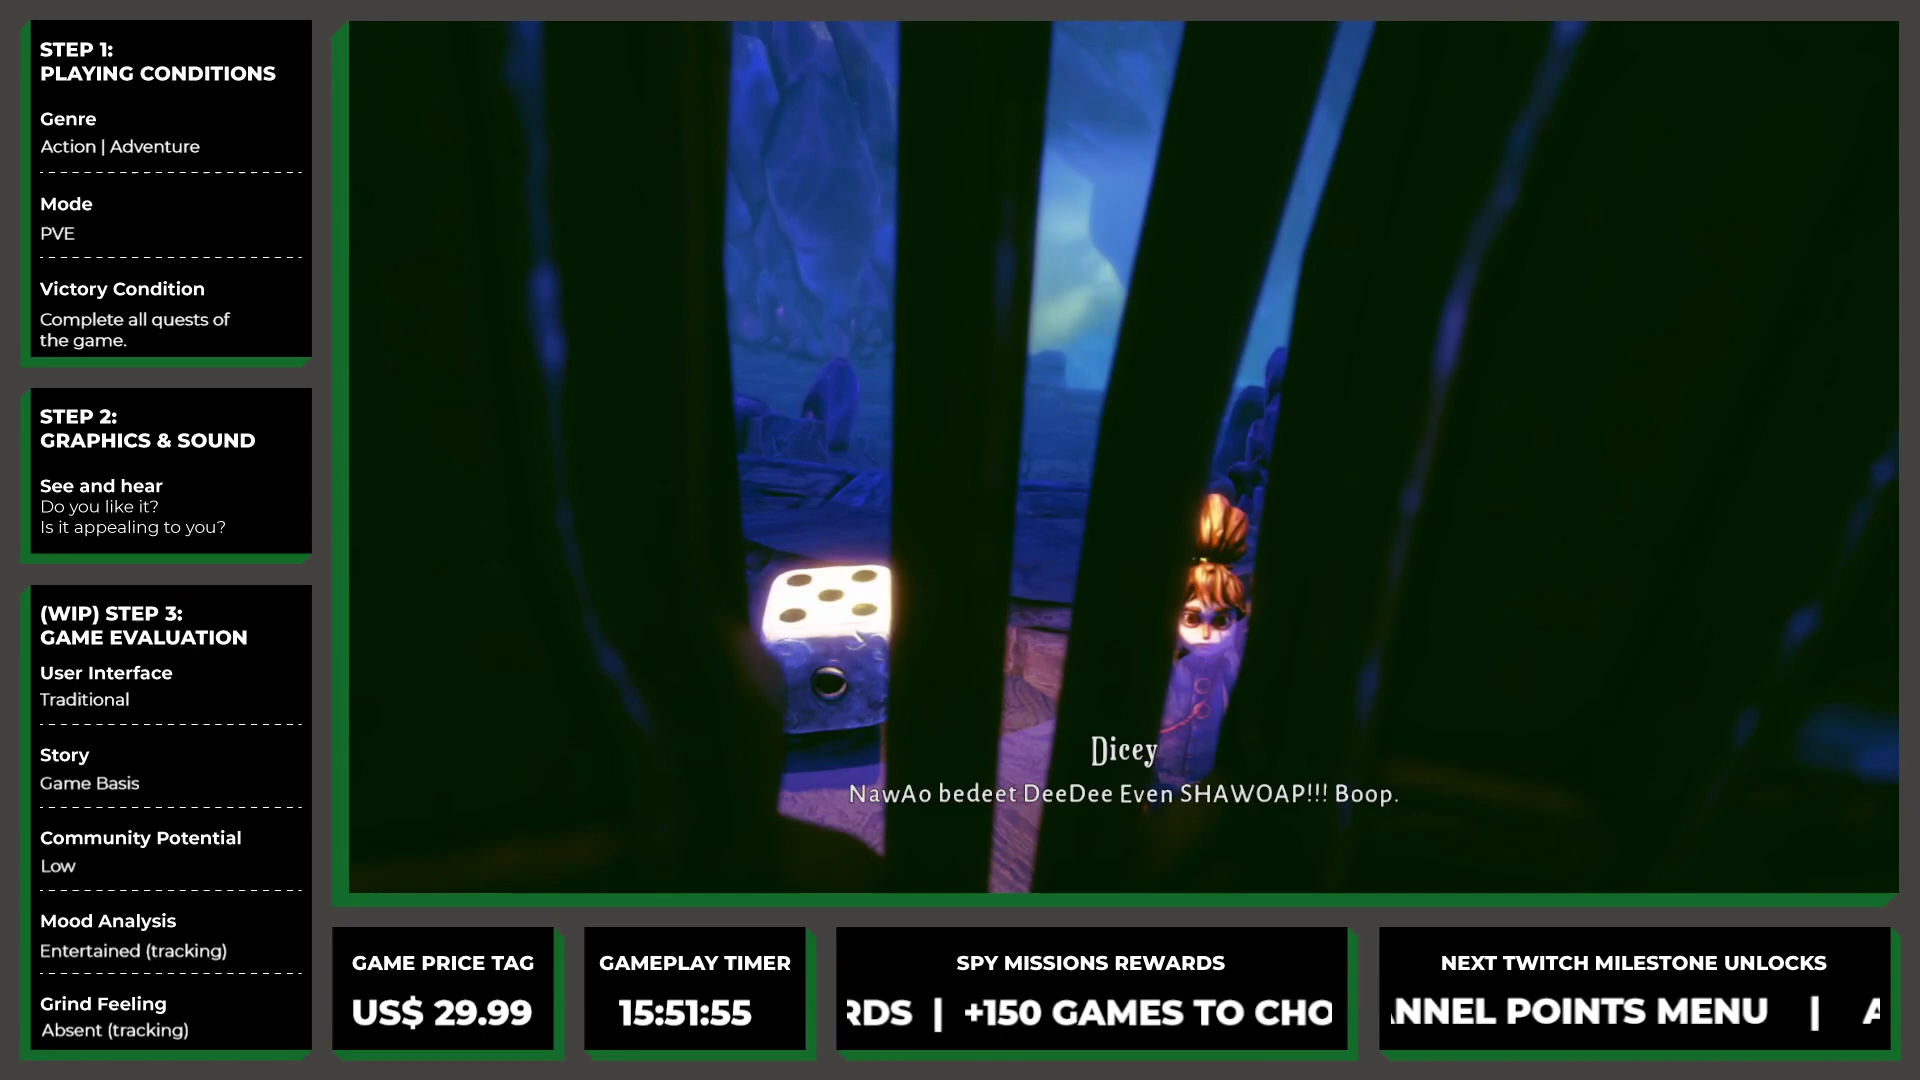 STEP 1:
PLAYING CONDITIONS
Genre
Action | Adventure
Mode
PVE
Victory Condition
Complete all quests of
the game.
STEP 2:
GRAPHICS & SOUND
See and hear
Do you like it?
Is it appealing to you?
(WIP) STEP 3:
GAME EVALUATION
User Interface
Traditional
Story
Game Basis
Community Potential
Low
Mood Analysis
Entertained (tracking)
Grind Feeling
Absent (tracking)
Dicey
NawAo bedeet DeeDee Even SHAWOAP!!! Boop.
GAME PRICE TAG
US$ 29.99
GAMEPLAY TIMER
15:51:55
SPY MISSIONS REWARDS
RDS | +150 GAMES TO CHO
NEXT TWITCH MILESTONE UNLOCKS
NNEL POINTS MENU | A